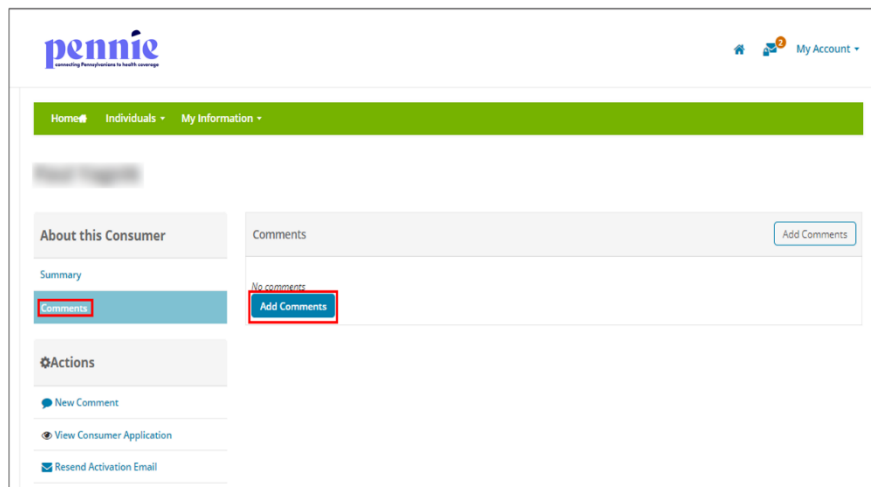 pennie
connecting Pennsylvanians to health coverage
2
My Account
Home Individuals My Information
About this Consumer
Summary
Comments
Actions
New Comment
View Consumer Application
Resend Activation Email
Comments
Add Comments
No comments
Add Comments